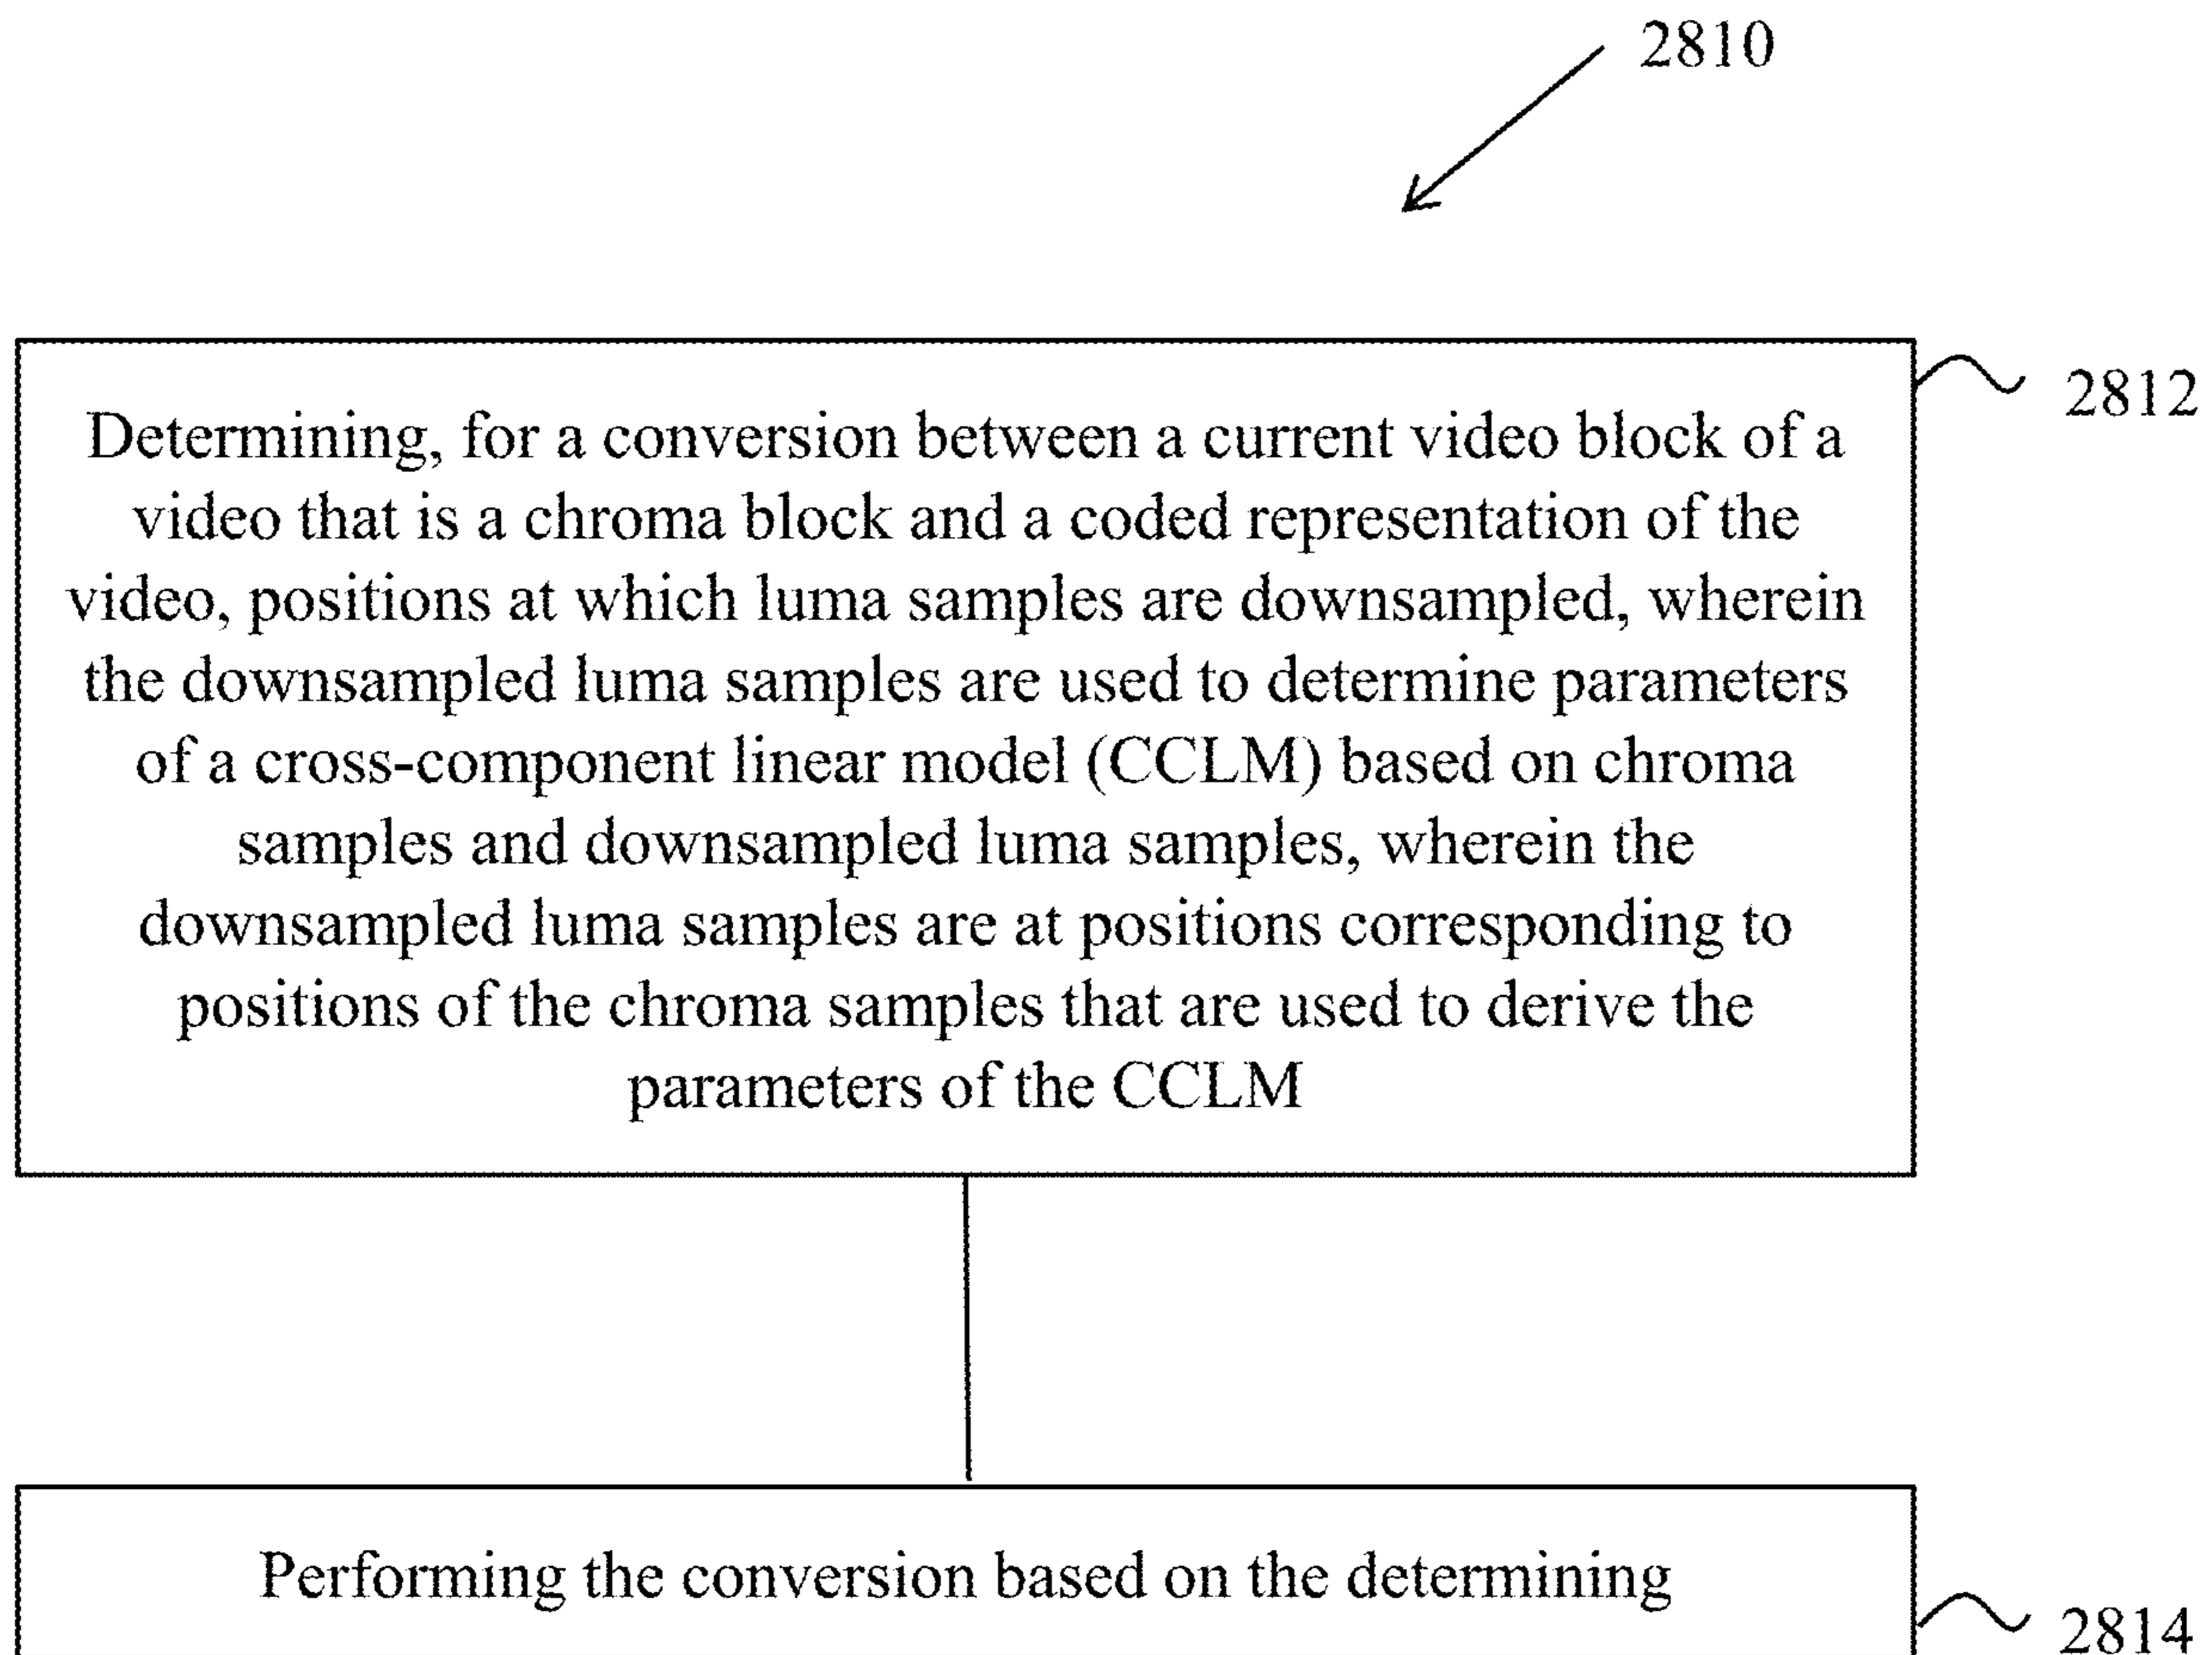 2810
2812
Determining, for a conversion between a current video block of a
video that is a chroma block and a coded representation of the
video, positions at which luma samples are downsampled, wherein
the downsampled luma samples are used to determine parameters
of a cross-component linear model (CCLM) based on chroma
samples and downsampled luma samples, wherein the
downsampled luma samples are at positions corresponding to
positions of the chroma samples that are used to derive the
parameters of the CCLM
Performing the conversion based on the determining
2814